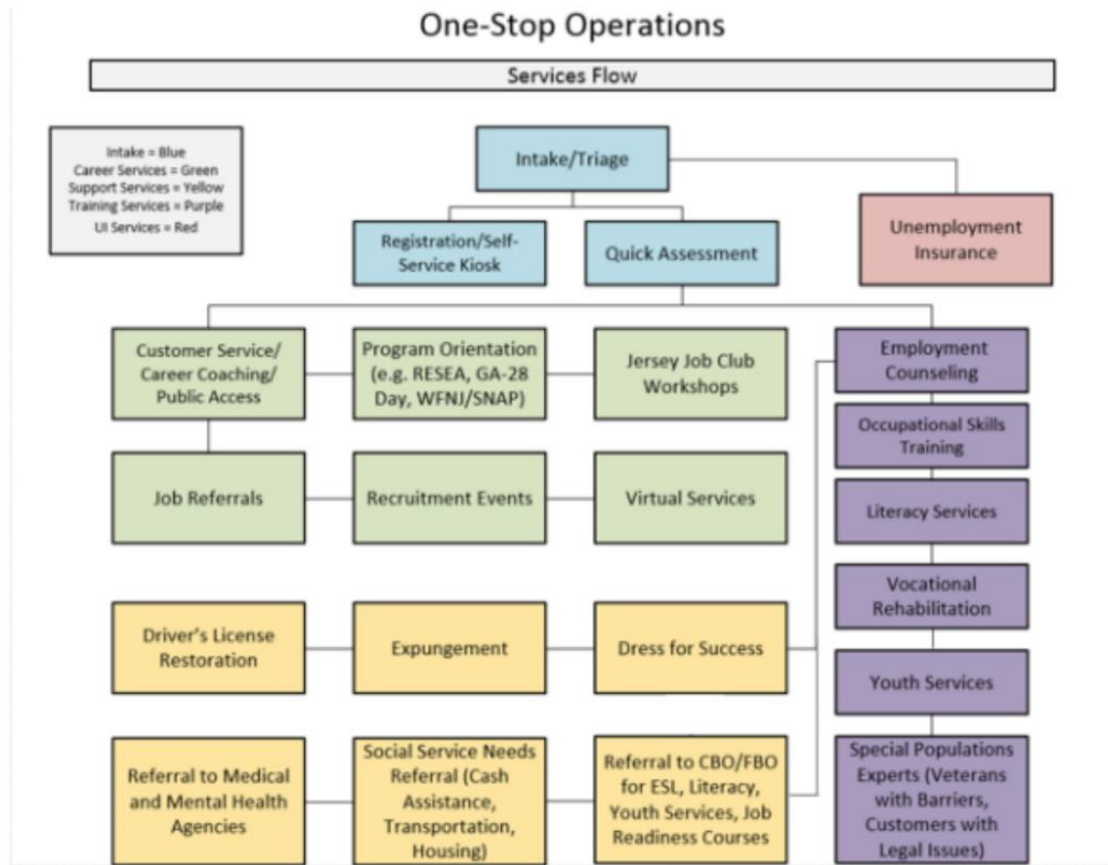 One-Stop Operations
Services Flow
Intake = Blue
Career Services = Green
Support Services = Yellow
Training Services = Purple
UI Services = Red
Intake/Triage
Registration/Self-
Service Kiosk
Quick Assessment
Unemployment
Insurance
Customer Service/
Career Coaching/
Public Access
Program Orientation
(e.g. RESEA, GA-28
Day, WFNJ/SNAP)
Jersey Job Club
Workshops
Employment
Counseling
Occupational Skills
Training
Job Referrals
Recruitment Events
Virtual Services
Literacy Services
Vocational
Rehabilitation
Driver's License
Restoration
Expungement
Dress for Success
Youth Services
Referral to Medical
and Mental Health
Agencies
Social Service Needs
Referral (Cash
Assistance,
Transportation,
Housing)
Referral to CBO/FBO
for ESL, Literacy,
Youth Services, Job
Readiness Courses
Special Populations
Experts (Veterans
with Barriers,
Customers with
Legal Issues)